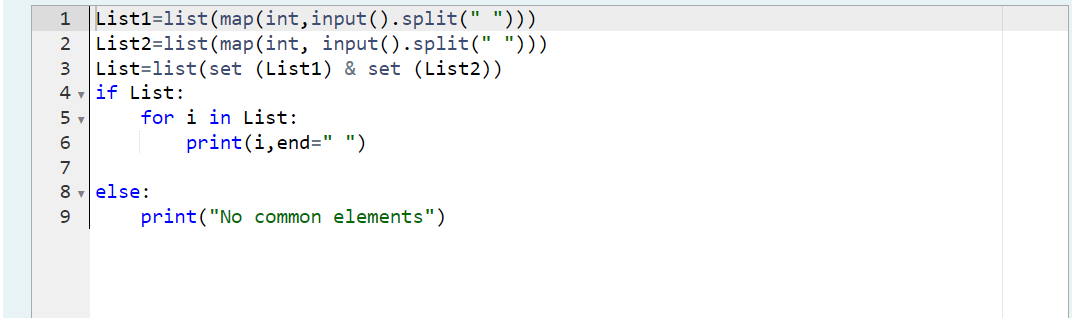 1 List1=list(map(int,input().split(" ")))
2 List2=list(map(int, input().split(" ")))
3 List=list(set (List1) & set (List2))
4 if List:
5     for i in List:
6         print(i,end=" ")
7
8 else:
9     print("No common elements")